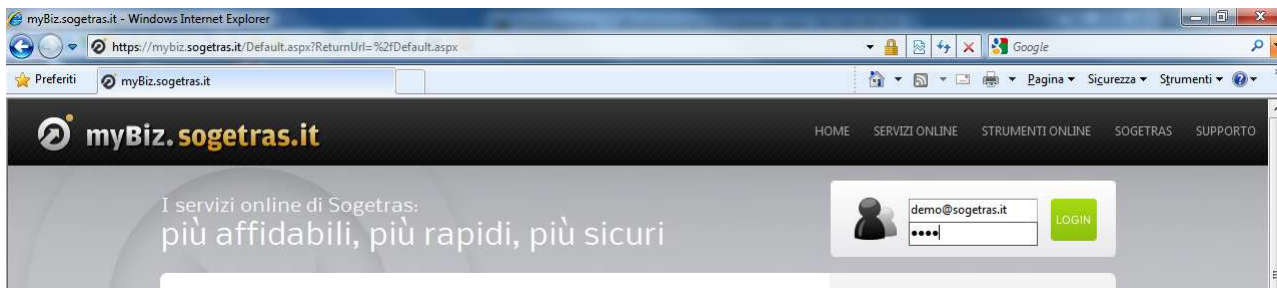 myBiz.sogetras.it - Windows Internet Explorer
https://mybiz.sogetras.it/Default.aspx?ReturnUrl=%2fDefault.aspx
Google
Preferiti
myBiz.sogetras.it
Pagina
Sicurezza
Strumenti
myBiz.sogetras.it
HOME
SERVIZI ONLINE
STRUMENTI ONLINE
SOGETRAS
SUPPORTO
I servizi online di Sogetras:
più affidabili, più rapidi, più sicuri
demo@sogetras.it
••••
LOGIN